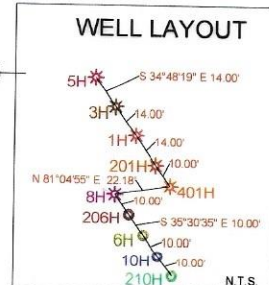 WELL LAYOUT
5H
S 34°48'19" E 14.00'
3H
14.00'
1H
14.00'
201H
10.00'
N 81°04'55" E 22.18'
401H
8H
10.00'
206H
S 35°30'35" E 10.00'
6H
10.00'
10H
10.00'
210H
N.T.S.